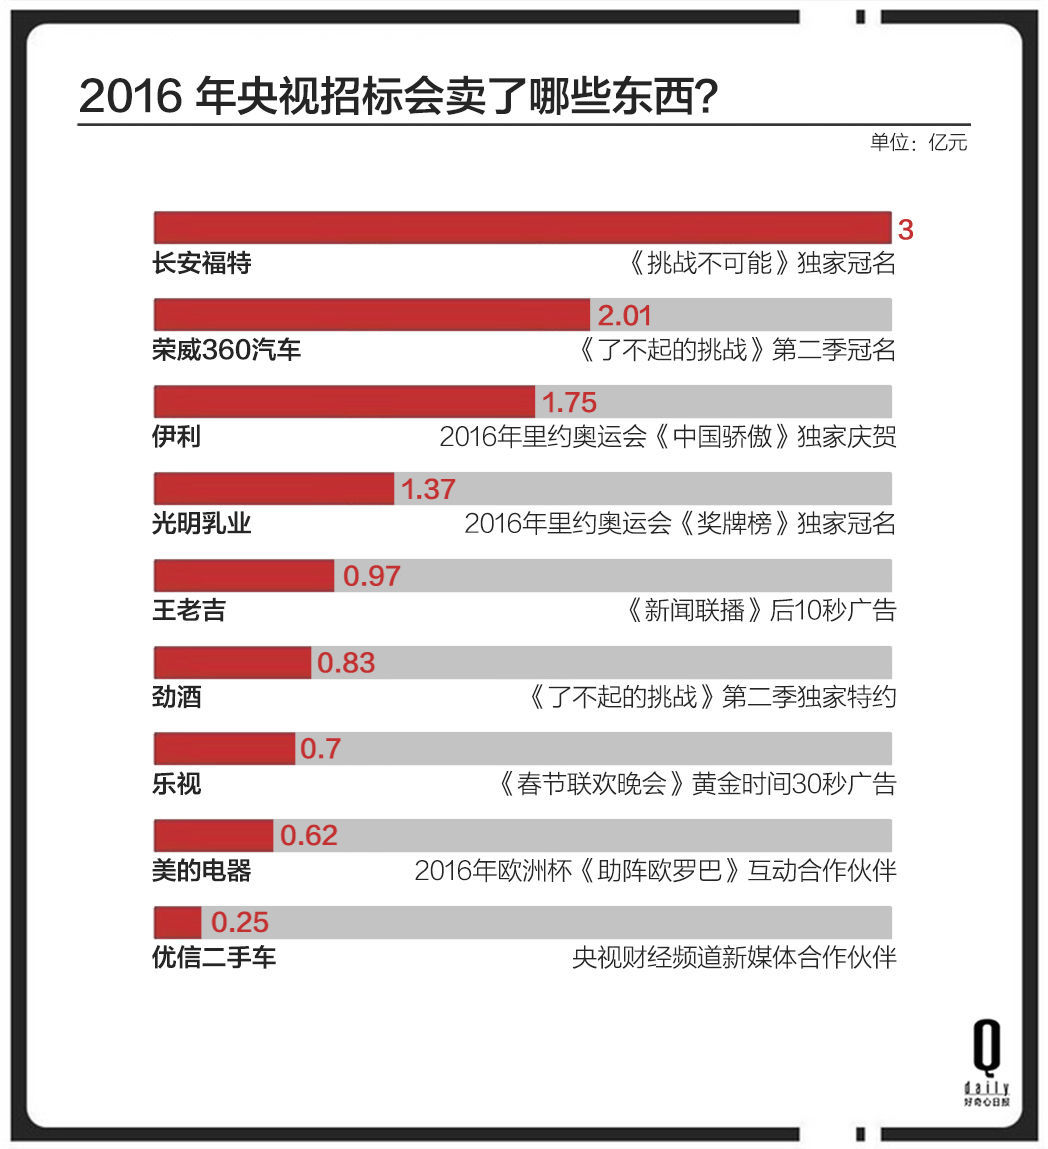 2016 年央视招标会卖了哪些东西?
单位：亿元
3
长安福特 《挑战不可能》独家冠名
2.01
荣威360汽车 《了不起的挑战》第二季冠名
1.75
伊利 2016年里约奥运会《中国骄傲》独家庆贺
1.37
光明乳业 2016年里约奥运会《奖牌榜》独家冠名
0.97
王老吉 《新闻联播》后10秒广告
0.83
劲酒 《了不起的挑战》第二季独家特约
0.7
乐视 《春节联欢晚会》黄金时间30秒广告
0.62
美的电器 2016年欧洲杯《助阵欧罗巴》互动合作伙伴
0.25
优信二手车 央视财经频道新媒体合作伙伴
Q
daily
好奇心日报